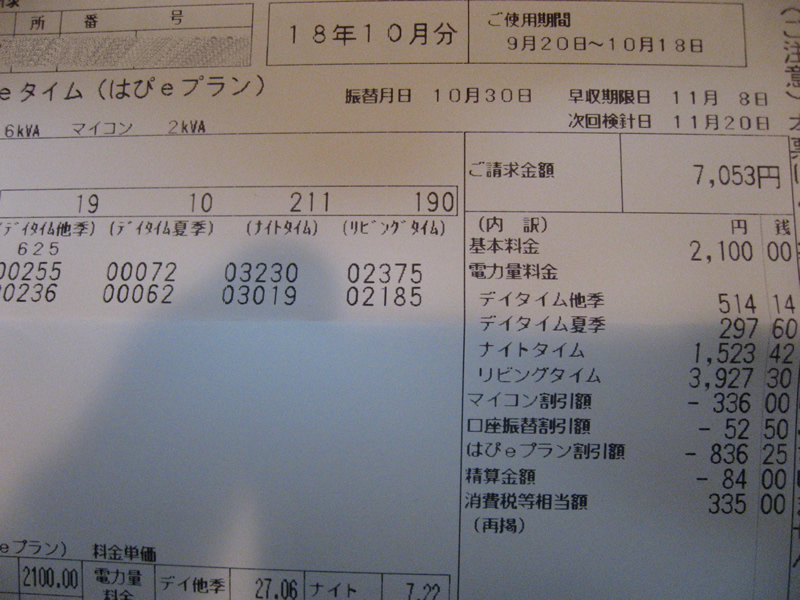 所 番 号
18年10月分
ご使用期間
9月20日~10月18日
eタイム(はぴeプラン)
振替月日 10月30日 早収期限日 11月 8日
次回検針日 11月20日
6kVA マイコン 2kVA
ご請求金額 7,053円
19 10 211 190
(デイタイム他季) (デイタイム夏季) (ナイトタイム) (リビングタイム)
625
00255 00072 03230 02375
00236 00062 03019 02185
(内 訳) 円 銭
基本料金 2,100 00
電力量料金
デイタイム他季 514 14
デイタイム夏季 297 60
ナイトタイム 1,523 42
リビングタイム 3,927 30
マイコン割引額 - 336 00
口座振替割引額 - 52 50
はぴeプラン割引額 - 836 25
精算金額 - 84 00
消費税等相当額 335 00
(再掲)
eプラン) 料金単価
2100.00 電力量料金 デイ他季 27.06 ナイト 7.22